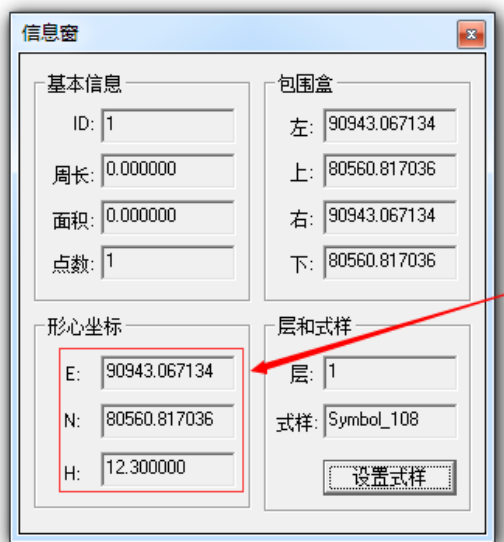 信息窗
基本信息
ID: 1
周长: 0.000000
面积: 0.000000
点数: 1
包围盒
左: 90943.067134
上: 80560.817036
右: 90943.067134
下: 80560.817036
形心坐标
E: 90943.067134
N: 80560.817036
H: 12.300000
层和式样
层: 1
式样: Symbol_108
设置式样